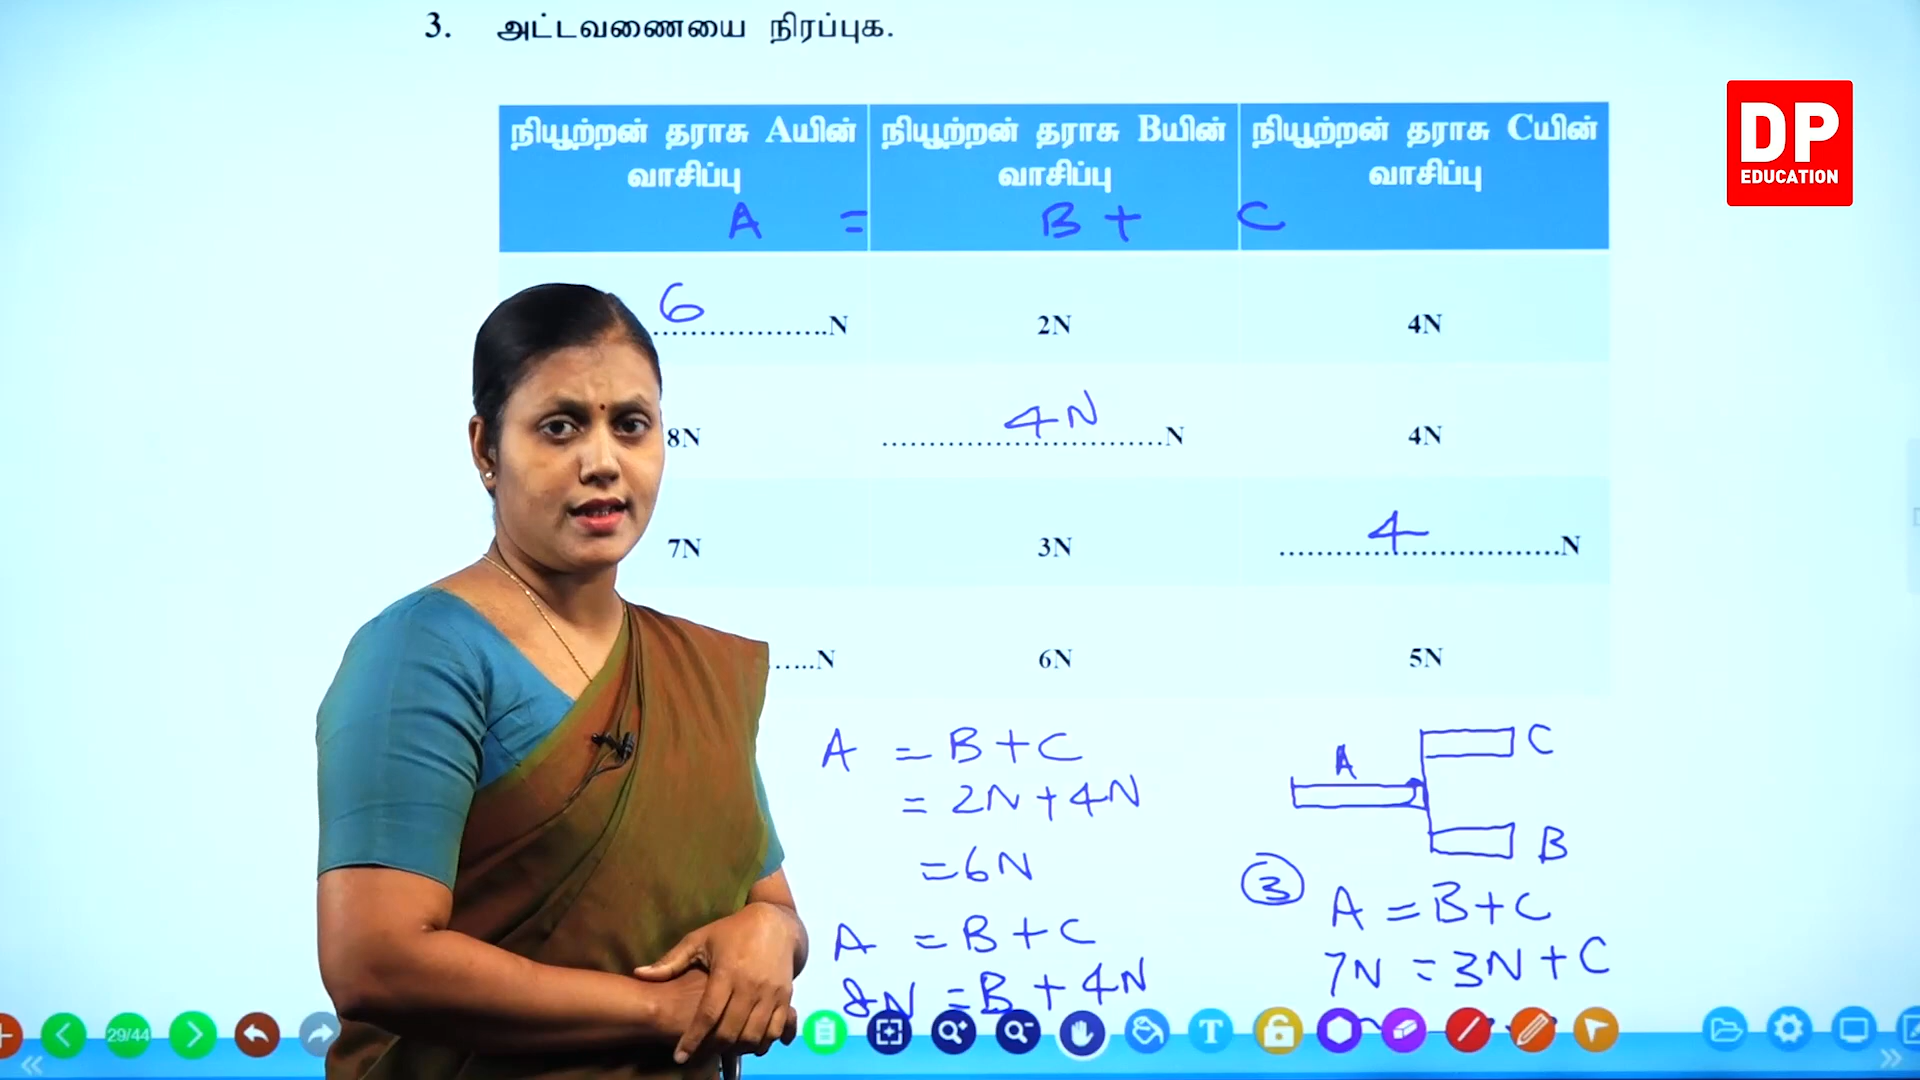 3. அட்டவணையை நிரப்புக.
DP
EDUCATION
நியூற்றன் தராசு Aயின் வாசிப்பு
நியூற்றன் தராசு Bயின் வாசிப்பு
நியூற்றன் தராசு Cயின் வாசிப்பு
A = B + C
6 ....................N 2N 4N
8N 4N ..............................N 4N
7N 3N 4 ..............................N
.....N 6N 5N
A = B + C
= 2N + 4N
= 6N
A = B + C
8N = B + 4N
A
C
B
3
A = B + C
7N = 3N + C
29/44
T